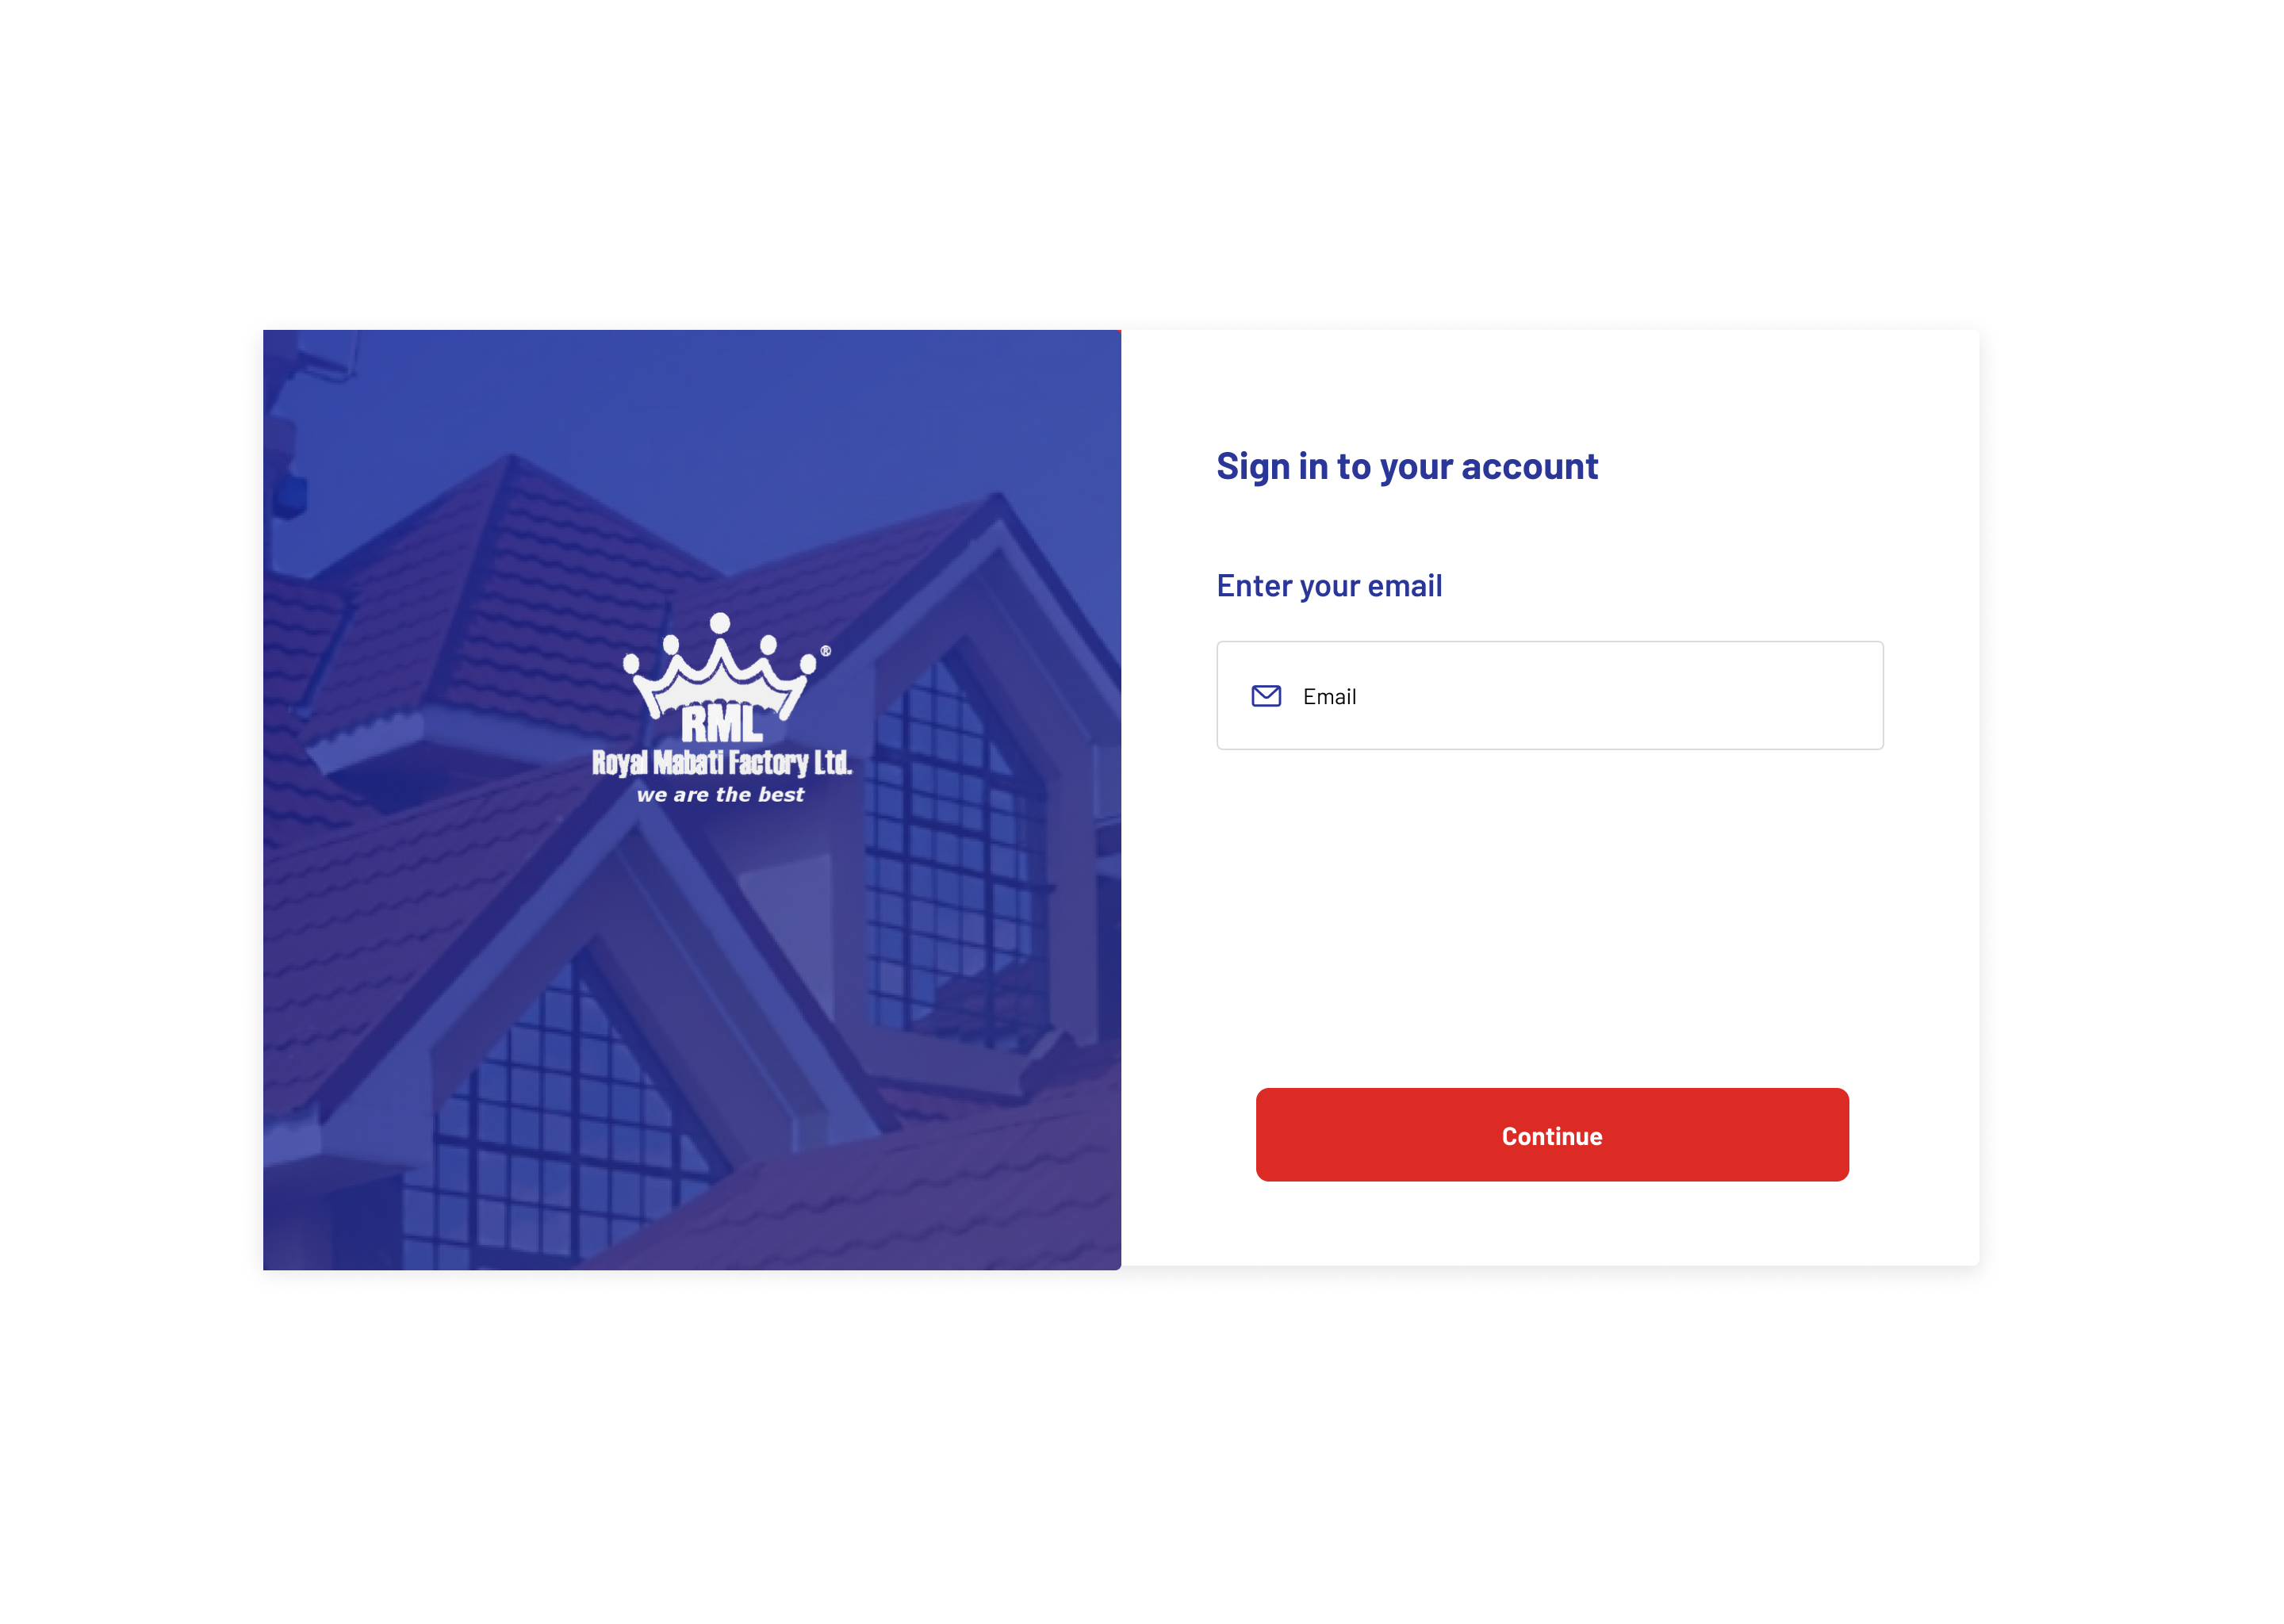 RML
®
Royal Mabati Factory Ltd.
we are the best
Sign in to your account
Enter your email
Email
Continue